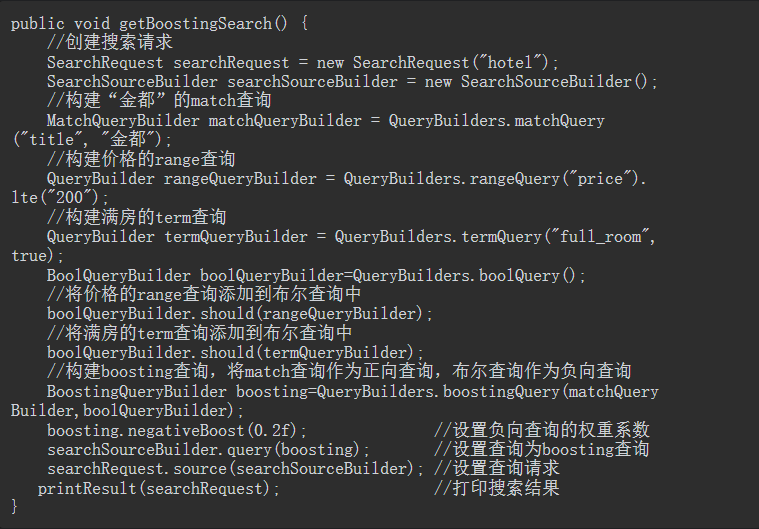 public void getBoostingSearch() {
    //创建搜索请求
    SearchRequest searchRequest = new SearchRequest("hotel");
    SearchSourceBuilder searchSourceBuilder = new SearchSourceBuilder();
    //构建“金都”的match查询
    MatchQueryBuilder matchQueryBuilder = QueryBuilders.matchQuery
("title", "金都");
    //构建价格的range查询
    QueryBuilder rangeQueryBuilder = QueryBuilders.rangeQuery("price").
lte("200");
    //构建满房的term查询
    QueryBuilder termQueryBuilder = QueryBuilders.termQuery("full_room",
true);
    BoolQueryBuilder boolQueryBuilder=QueryBuilders.boolQuery();
    //将价格的range查询添加到布尔查询中
    boolQueryBuilder.should(rangeQueryBuilder);
    //将满房的term查询添加到布尔查询中
    boolQueryBuilder.should(termQueryBuilder);
    //构建boosting查询，将match查询作为正向查询，布尔查询作为负向查询
    BoostingQueryBuilder boosting=QueryBuilders.boostingQuery(matchQuery
Builder,boolQueryBuilder);
    boosting.negativeBoost(0.2f);              //设置负向查询的权重系数
    searchSourceBuilder.query(boosting);       //设置查询为boosting查询
    searchRequest.source(searchSourceBuilder); //设置查询请求
   printResult(searchRequest);                 //打印搜索结果
}